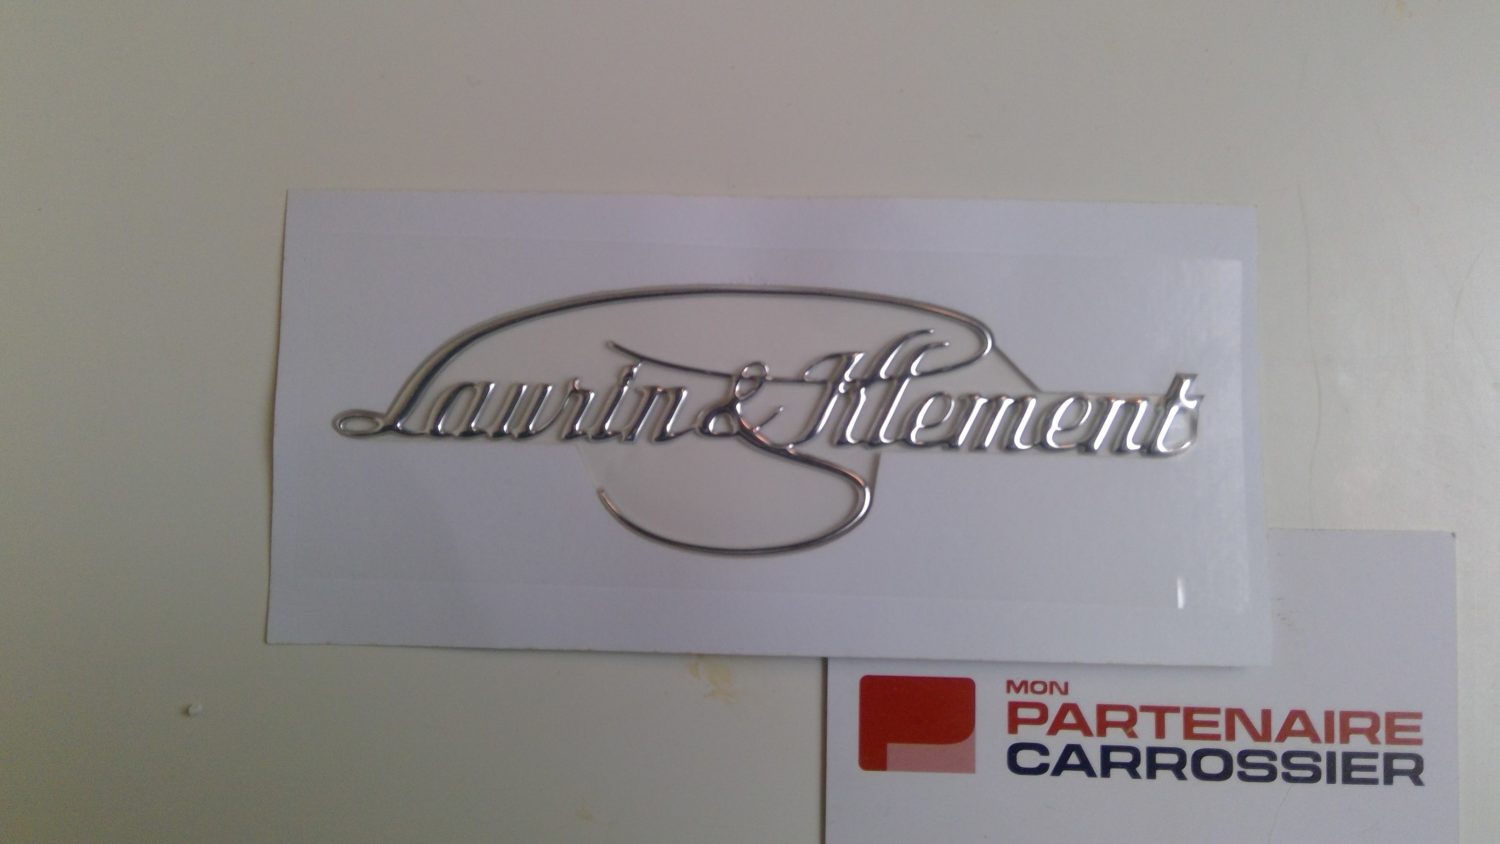 Laurin & Klement
MON
PARTENAIRE
CARROSSIER